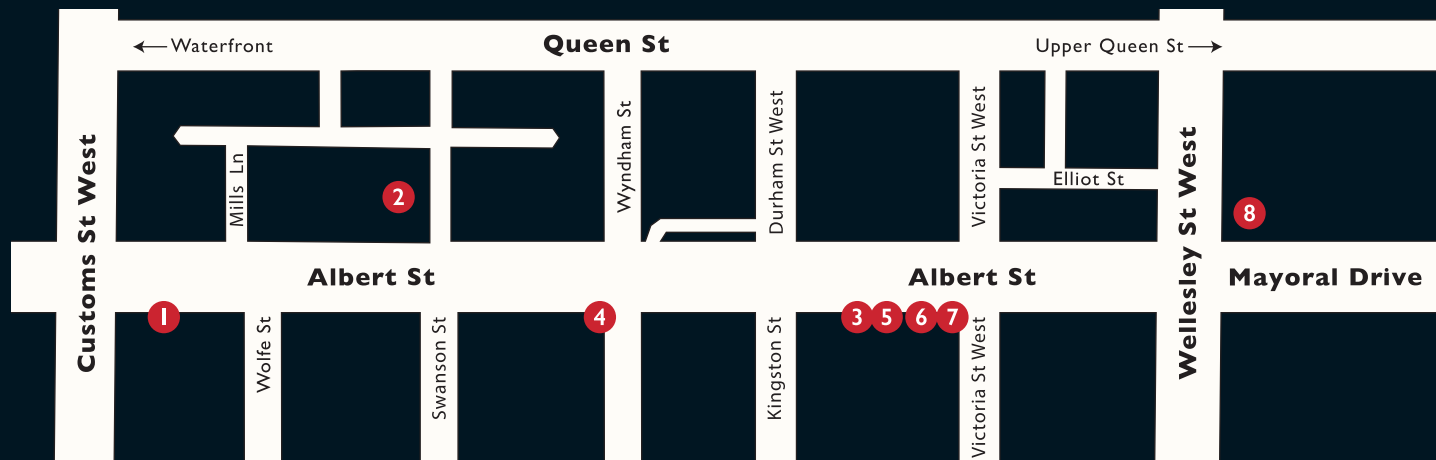 Waterfront
Queen St
Upper Queen St
Customs St West
Mills Ln
2
Wyndham St
Durham St West
Victoria St West
Elliot St
Wellesley St West
8
Albert St
Albert St
Mayoral Drive
1
Wolfe St
Swanson St
4
Kingston St
3
5
6
7
Victoria St West